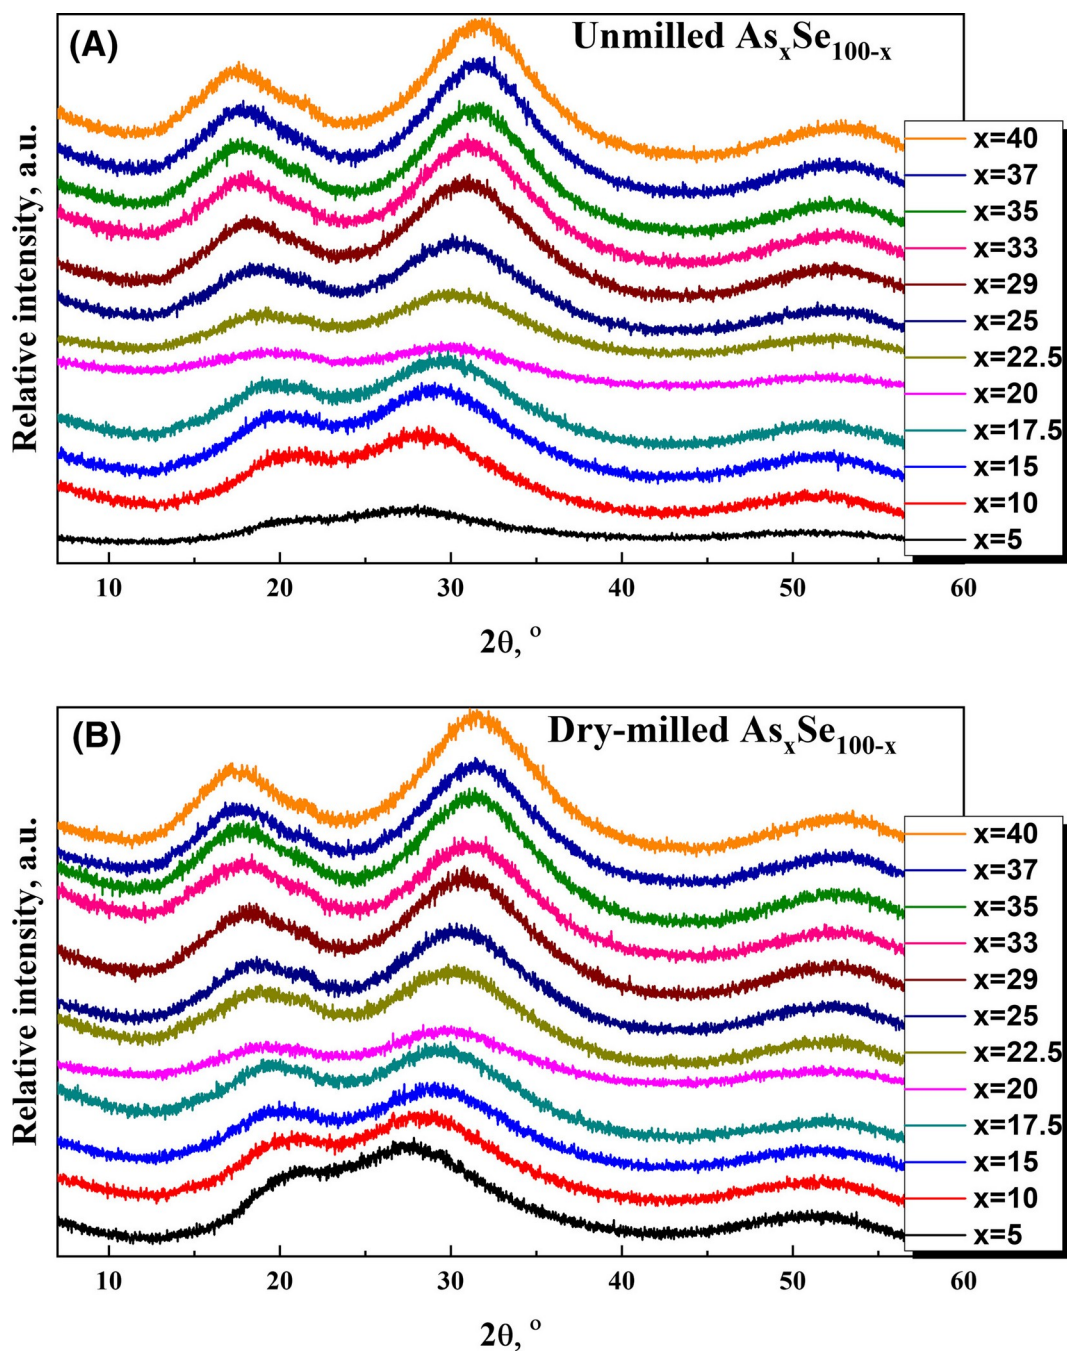 (A)
Unmilled AsxSe100-x
Relative intensity, a.u.
x=40
x=37
x=35
x=33
x=29
x=25
x=22.5
x=20
x=17.5
x=15
x=10
x=5
10 20 30 40 50 60
2θ, °
(B)
Dry-milled AsxSe100-x
Relative intensity, a.u.
x=40
x=37
x=35
x=33
x=29
x=25
x=22.5
x=20
x=17.5
x=15
x=10
x=5
10 20 30 40 50 60
2θ, °